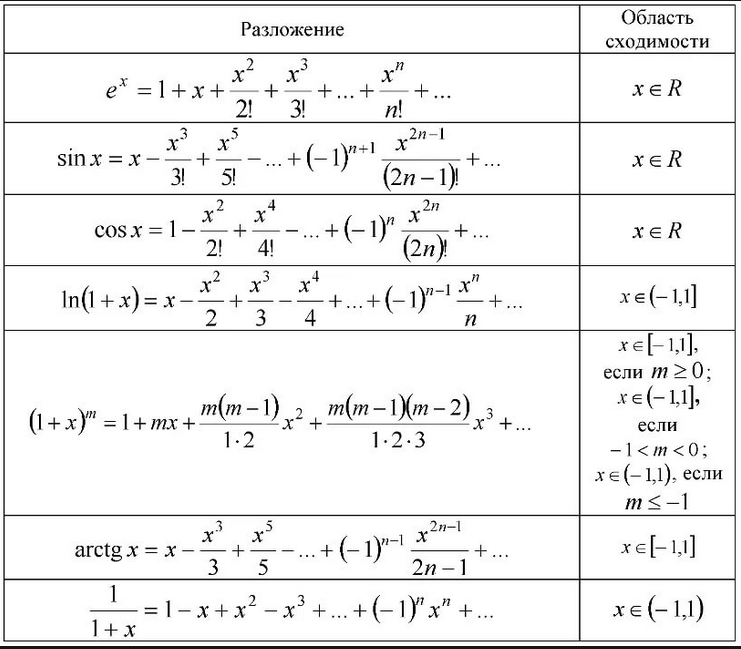 Разложение
Область
сходимости
e^x = 1 + x + x^2/2! + x^3/3! + ... + x^n/n! + ...
x ∈ R
sin x = x − x^3/3! + x^5/5! − ... + (−1)^(n+1) x^(2n−1)/(2n−1)! + ...
x ∈ R
cos x = 1 − x^2/2! + x^4/4! − ... + (−1)^n x^(2n)/(2n)! + ...
x ∈ R
ln(1 + x) = x − x^2/2 + x^3/3 − x^4/4 + ... + (−1)^(n−1) x^n/n + ...
x ∈ (−1,1]
(1 + x)^m = 1 + mx + m(m−1)/(1·2) x^2 + m(m−1)(m−2)/(1·2·3) x^3 + ...
x ∈ [−1,1],
если m ≥ 0;
x ∈ (−1,1],
если
−1 < m < 0;
x ∈ (−1,1), если
m ≤ −1
arctg x = x − x^3/3 + x^5/5 − ... + (−1)^(n−1) x^(2n−1)/(2n−1) + ...
x ∈ [−1,1]
1/(1 + x) = 1 − x + x^2 − x^3 + ... + (−1)^n x^n + ...
x ∈ (−1,1)